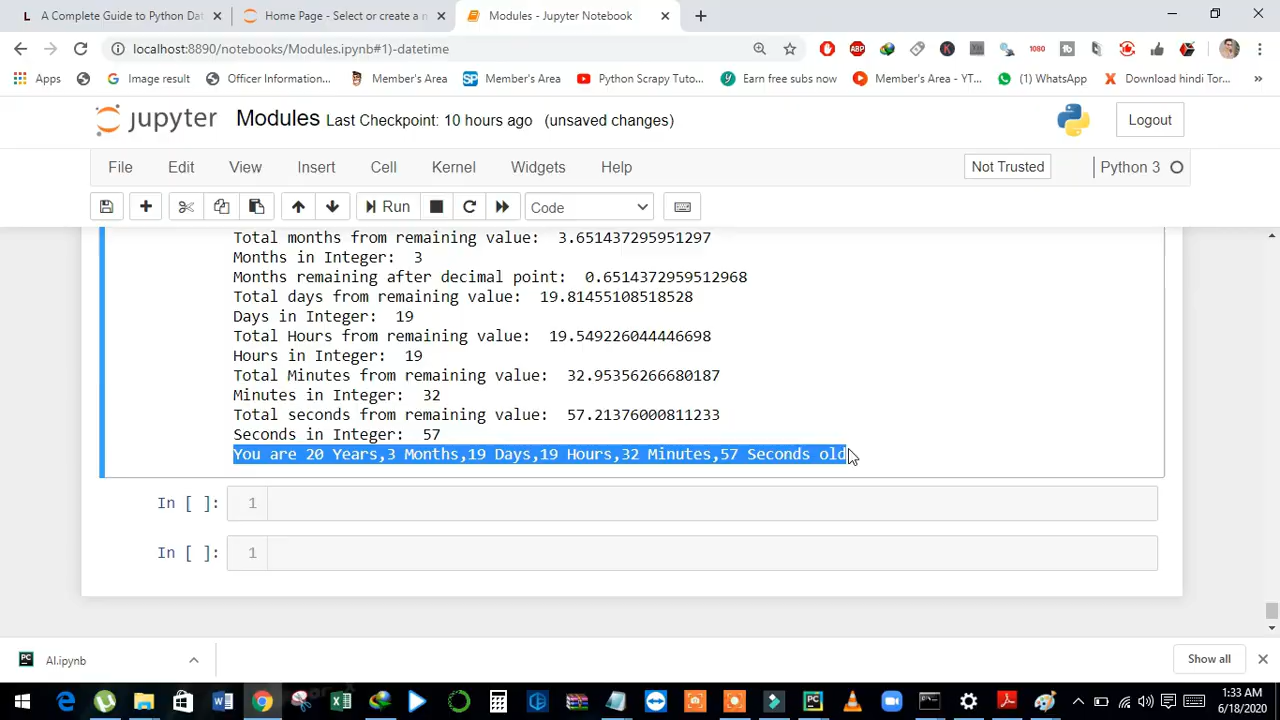 A Complete Guide to Python Dat
Home Page - Select or create a n
Modules - Jupyter Notebook
localhost:8890/notebooks/Modules.ipynb#1)-datetime
ABP
1080
Apps
Image result
Officer Information...
Member's Area
SP Member's Area
Python Scrapy Tuto...
Earn free subs now
Member's Area - YT...
(1) WhatsApp
Download hindi Tor...
jupyter Modules Last Checkpoint: 10 hours ago (unsaved changes)
Logout
File Edit View Insert Cell Kernel Widgets Help
Not Trusted
Python 3
Run
Code
Total months from remaining value: 3.651437295951297
Months in Integer: 3
Months remaining after decimal point: 0.6514372959512968
Total days from remaining value: 19.81455108518528
Days in Integer: 19
Total Hours from remaining value: 19.549226044446698
Hours in Integer: 19
Total Minutes from remaining value: 32.95356266680187
Minutes in Integer: 32
Total seconds from remaining value: 57.21376000811233
Seconds in Integer: 57
You are 20 Years,3 Months,19 Days,19 Hours,32 Minutes,57 Seconds old
In [ ]: 1
In [ ]: 1
AI.ipynb
Show all
1:33 AM
6/18/2020